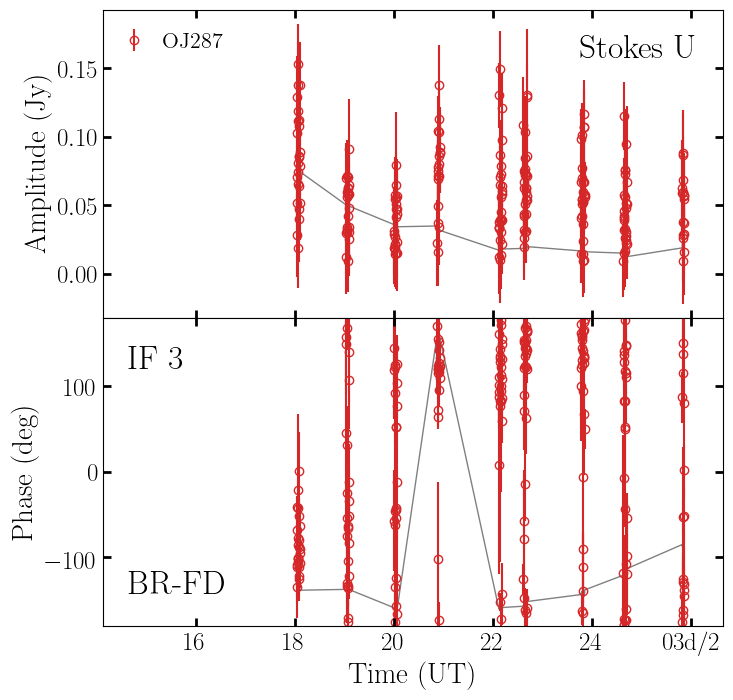 OJ287
Stokes U
Amplitude (Jy)
0.15
0.10
0.05
0.00
IF 3
BR-FD
Phase (deg)
100
0
−100
16
18
20
22
24
03d/2
Time (UT)